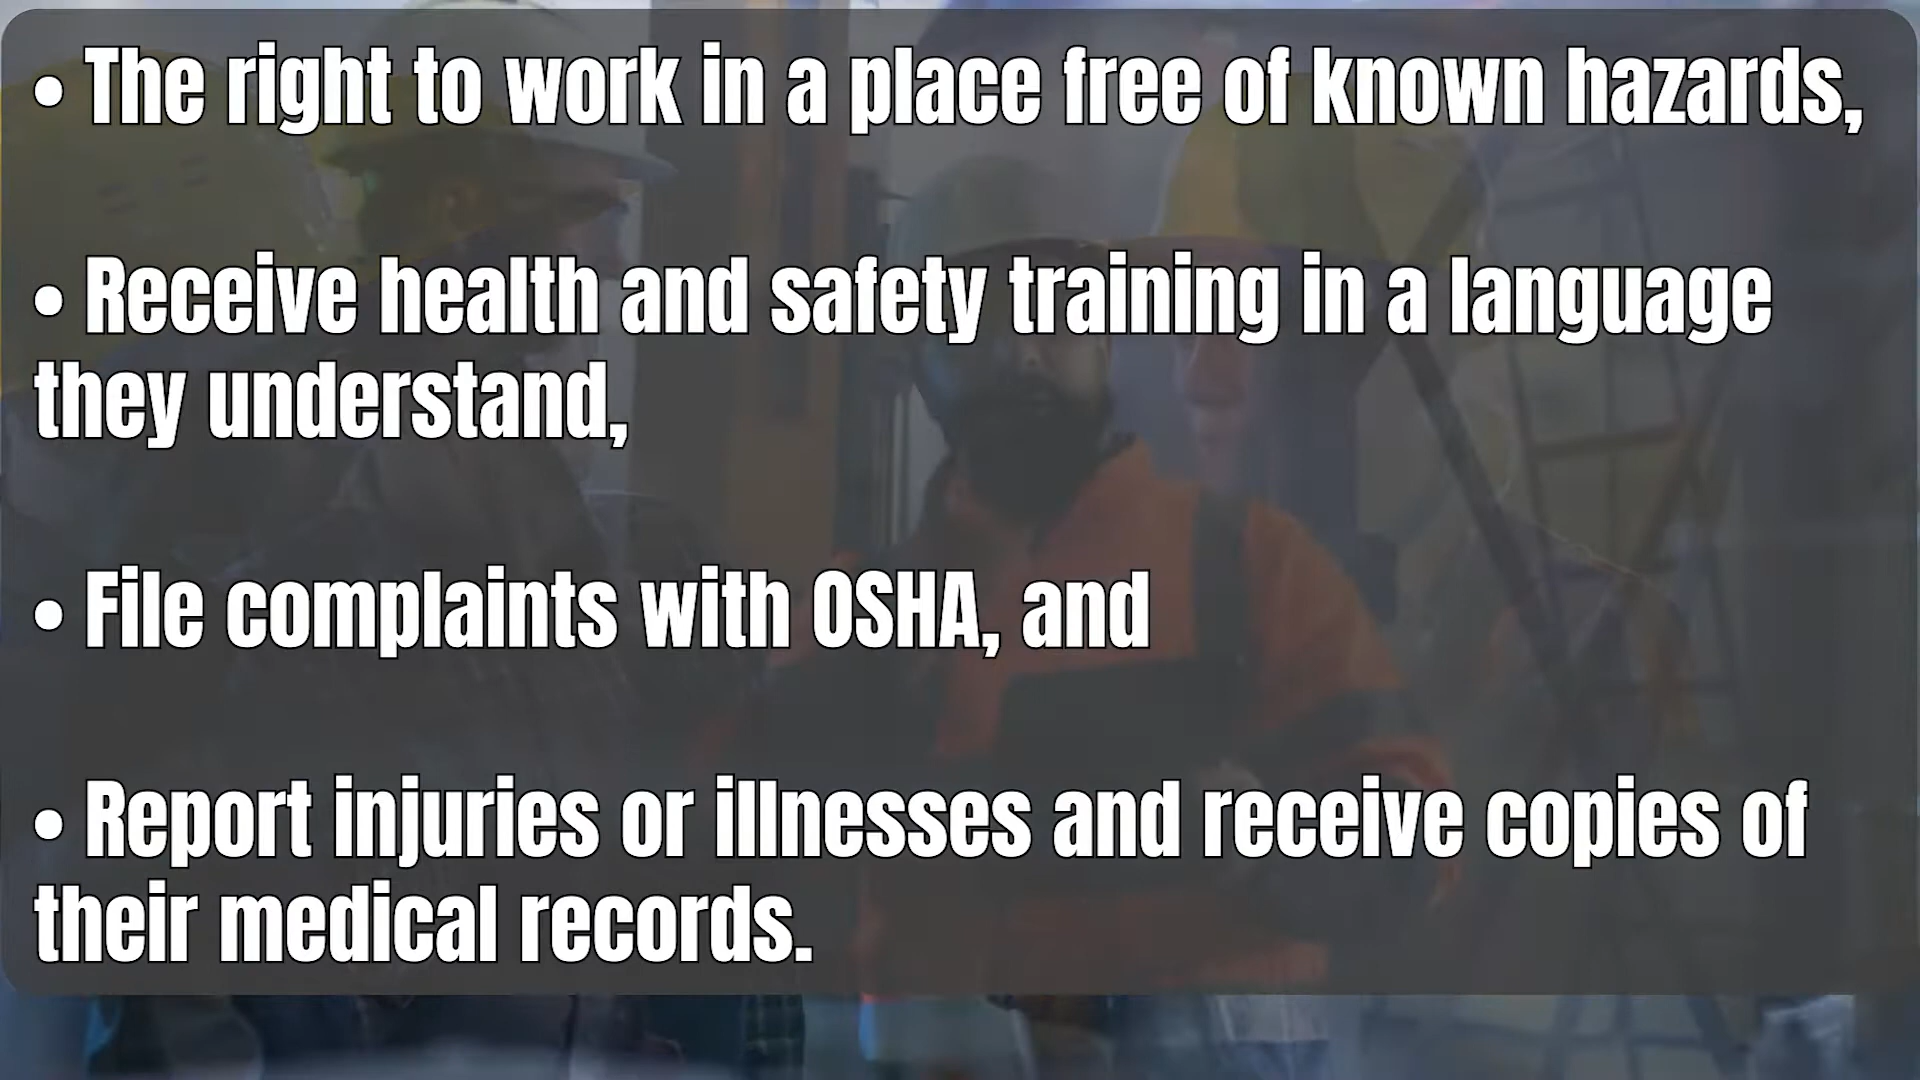 • The right to work in a place free of known hazards,
• Receive health and safety training in a language
they understand,
• File complaints with OSHA, and
• Report injuries or illnesses and receive copies of
their medical records.